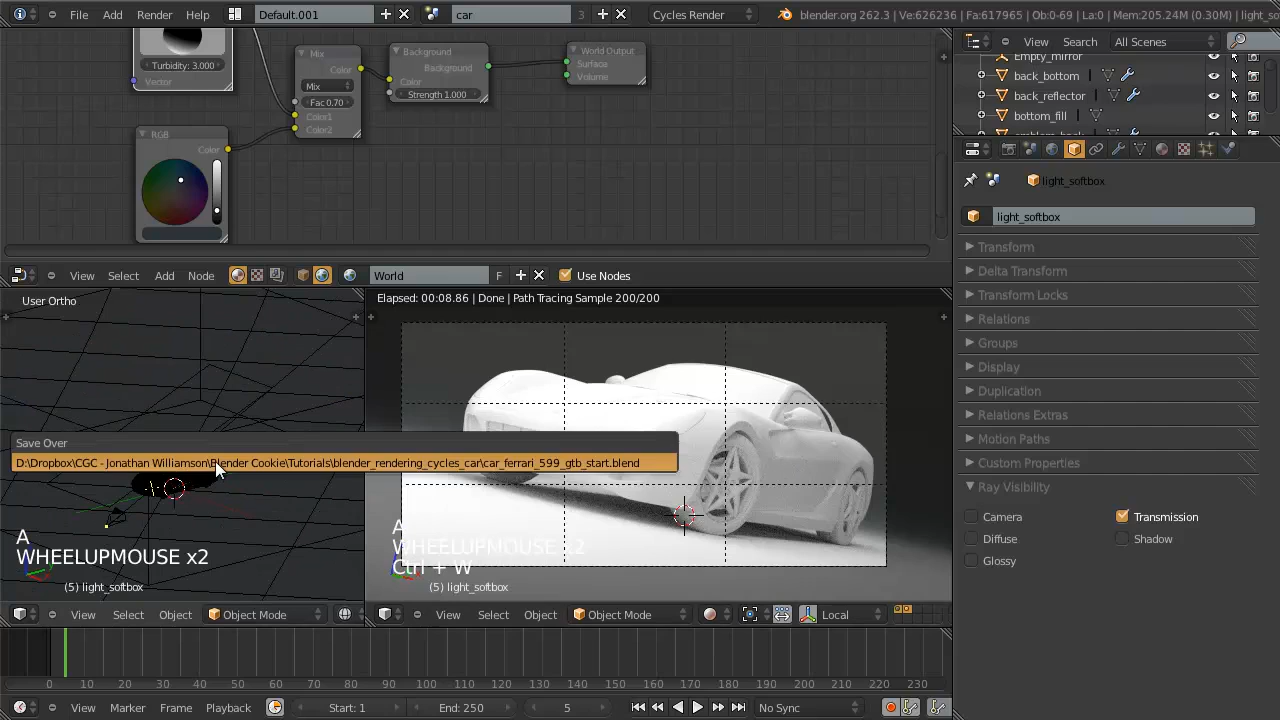 File Add Render Help Default.001 car 3 Cycles Render blender.org 262.3 | Ve:626236 | Fa:617965 | Ob:0-69 | La:0 | Mem:205.24M (0.30M) | light_so
View Search All Scenes
Empty_mirror
back_bottom
back_reflector
bottom_fill
Turbidity: 3.000
Vector
Mix
Color
Mix
Fac 0.70
Color1
Color2
Background
Background
Color
Strength 1.000
World Output
Surface
Volume
RGB
Color
View Select Add Node World F Use Nodes
light_softbox
light_softbox
Transform
Delta Transform
Transform Locks
Relations
Groups
Display
Duplication
Relations Extras
Motion Paths
Custom Properties
Ray Visibility
Camera
Transmission
Diffuse
Shadow
Glossy
User Ortho
Elapsed: 00:08.86 | Done | Path Tracing Sample 200/200
Save Over
D:\Dropbox\CGC - Jonathan Williamson\Blender Cookie\Tutorials\blender_rendering_cycles_car\car_ferrari_599_gtb_start.blend
A
WHEELUPMOUSE x2
(5) light_softbox
A
WHEELUPMOUSE x2
Ctrl + W
(5) light_softbox
View Select Object Object Mode
View Select Object Object Mode Local
0 10 20 30 40 50 60 70 80 90 100 110 120 130 140 150 160 170 180 190 200 210 220 230
View Marker Frame Playback Start: 1 End: 250 5 No Sync